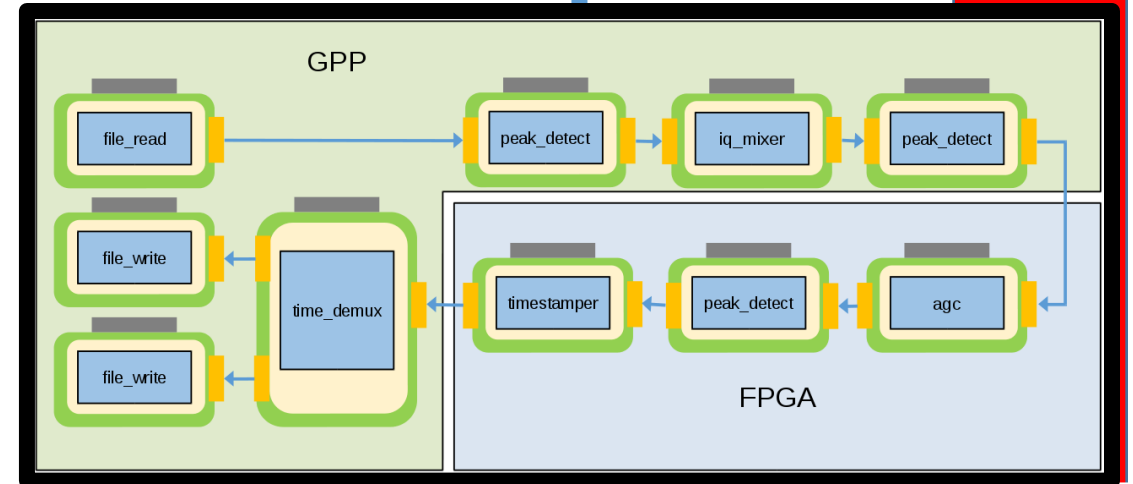 GPP
file_read
peak_detect
iq_mixer
peak_detect
file_write
time_demux
timestamper
peak_detect
agc
file_write
FPGA